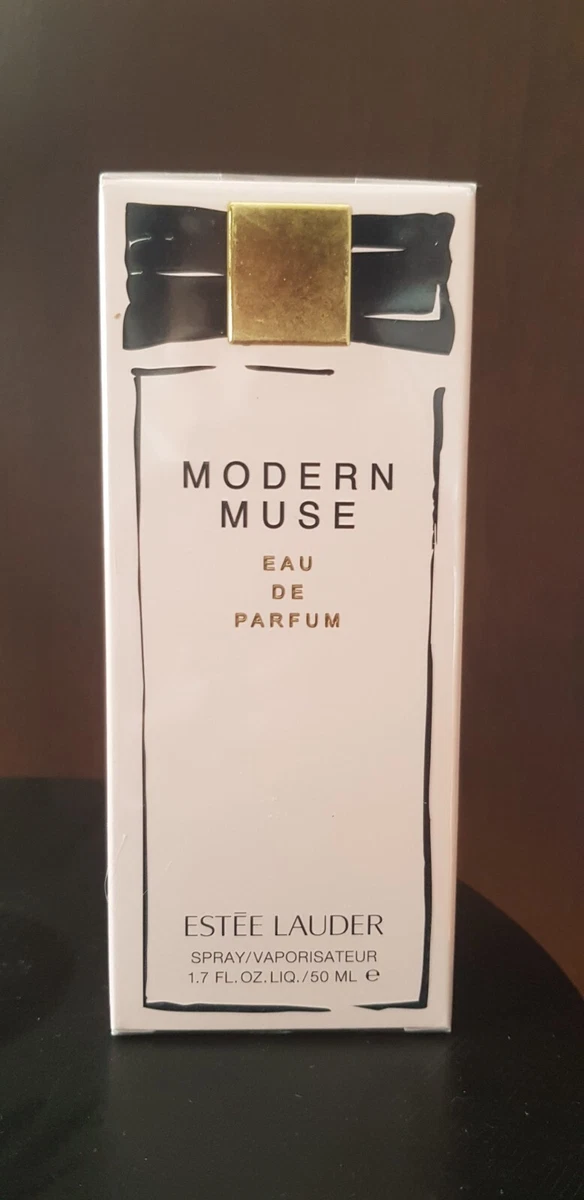 MODERN
MUSE
EAU
DE
PARFUM
ESTĒE LAUDER
SPRAY/VAPORISATEUR
1.7 FL.OZ.LIQ./50 ML ℮